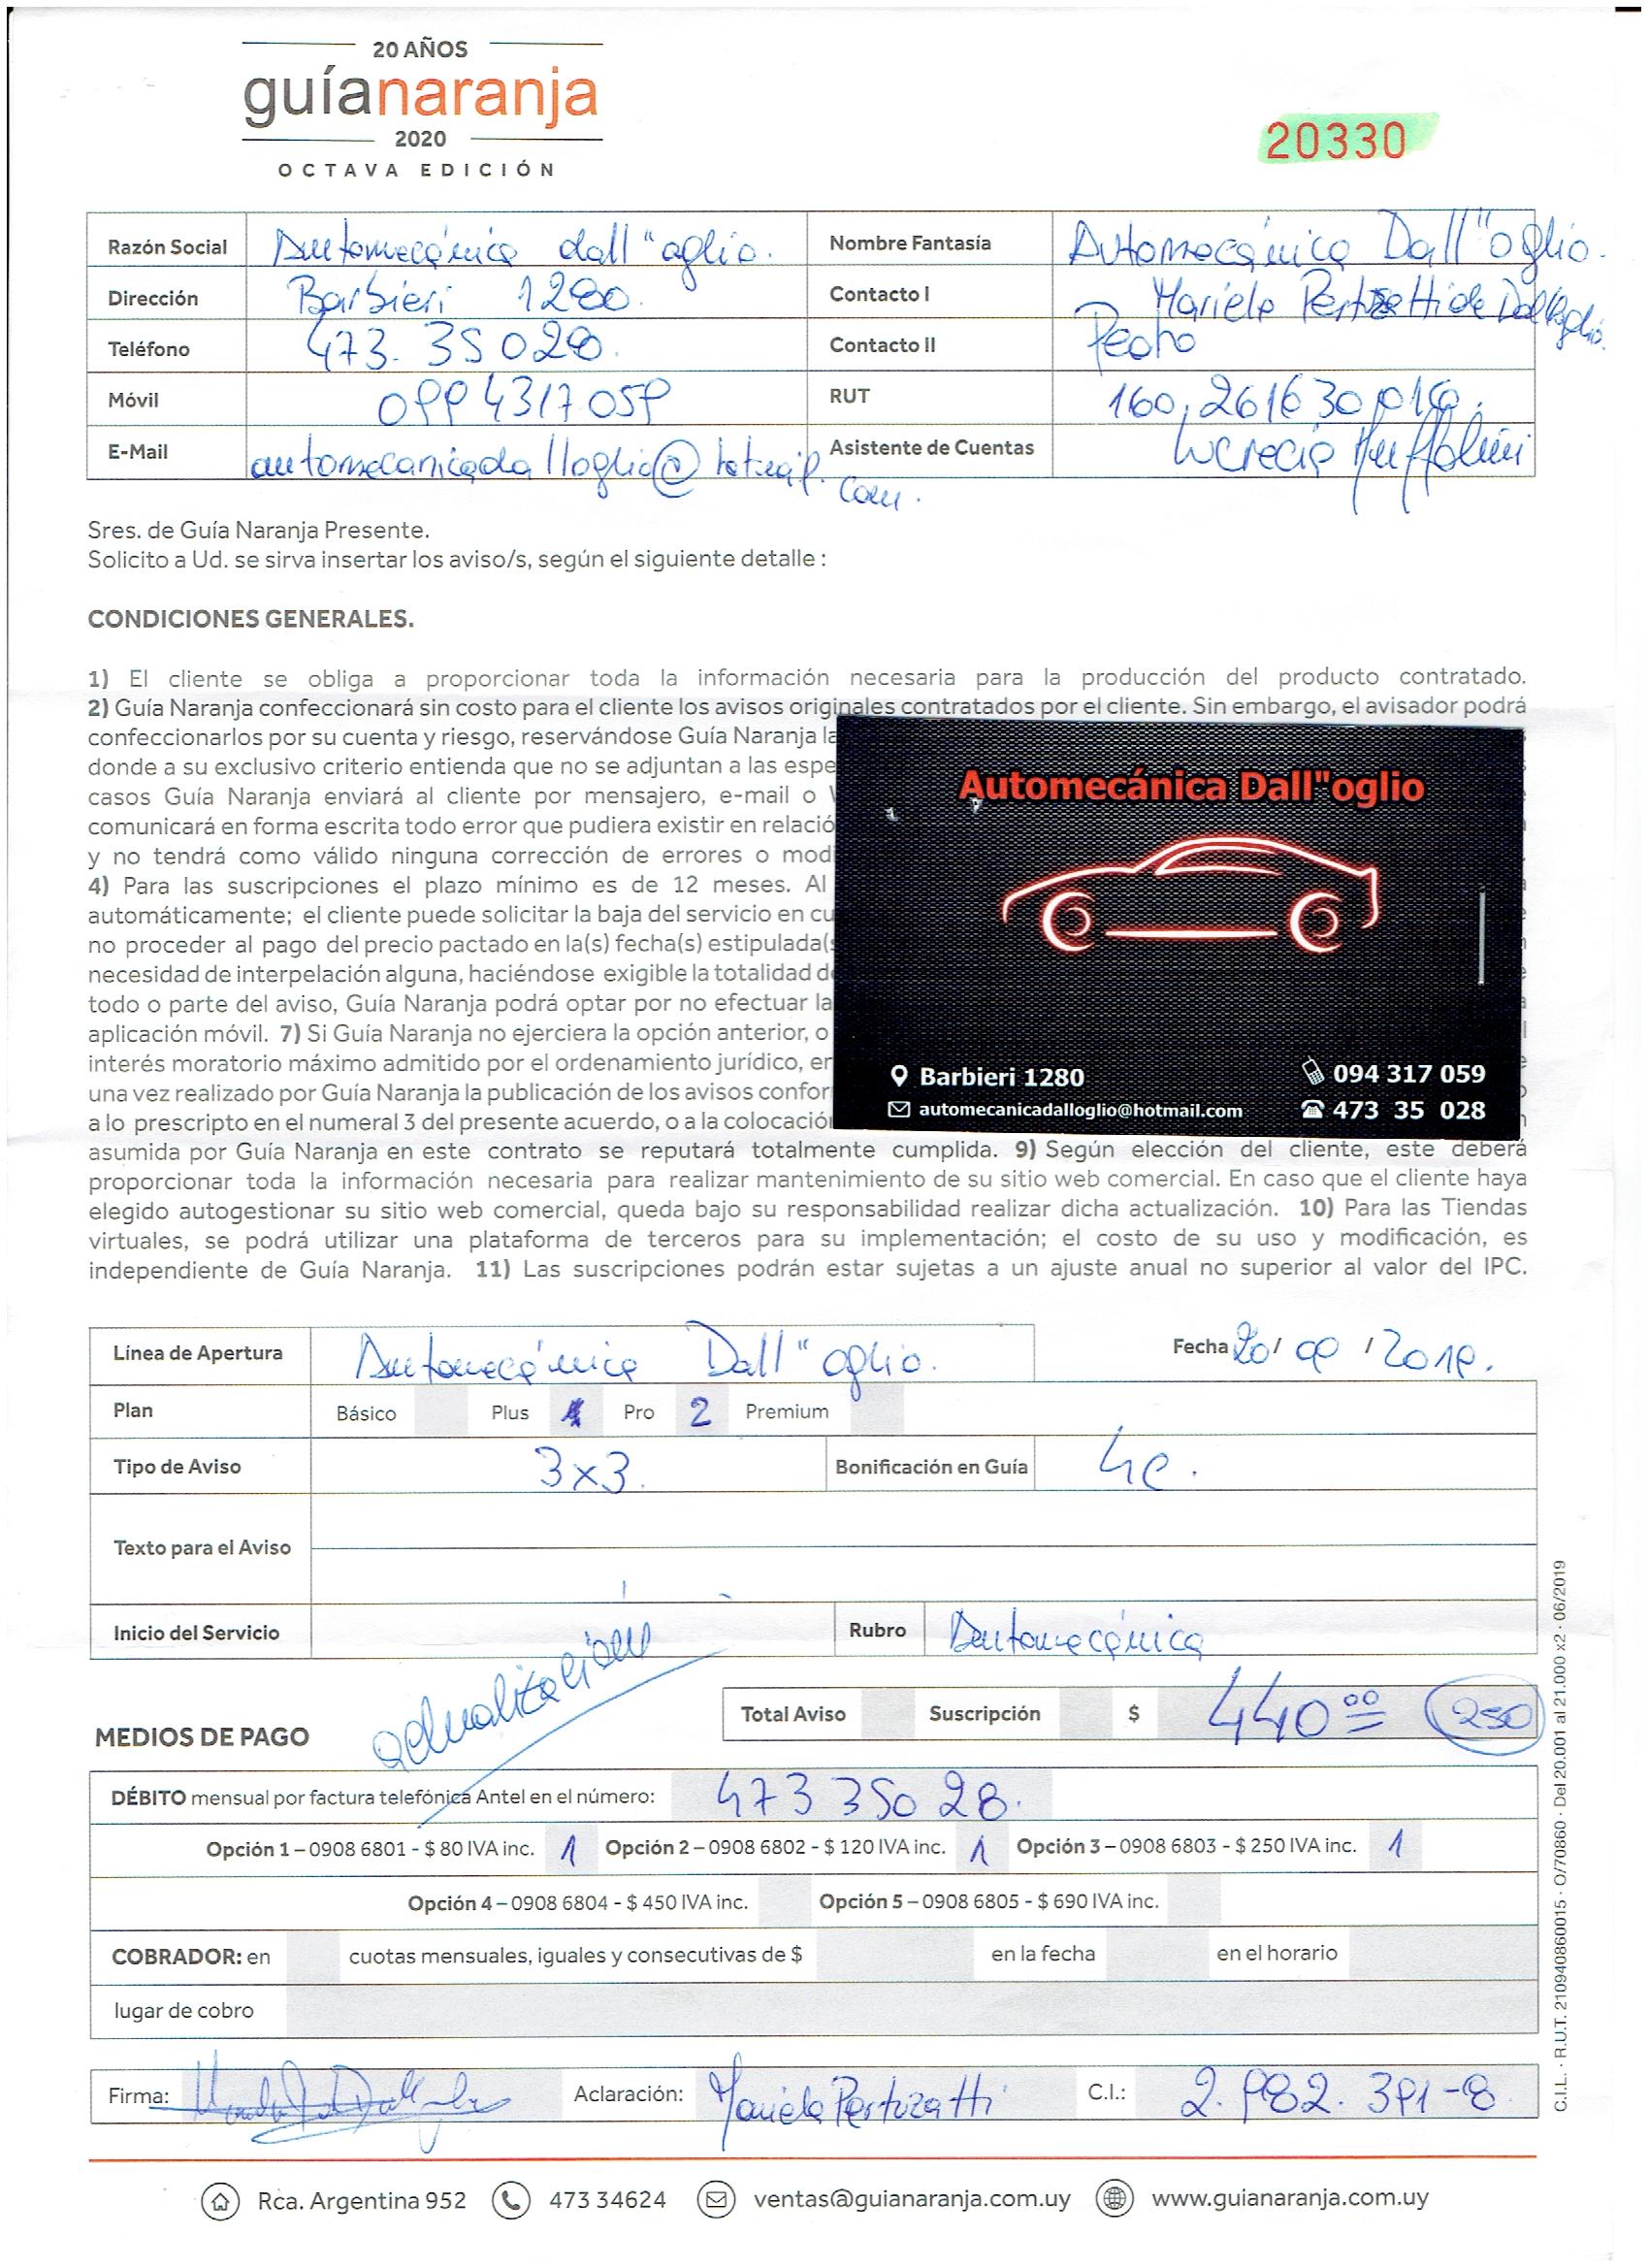 20 AÑOS
guíanaranja
2020
OCTAVA EDICIÓN
20330
Razón Social Automecánica dall"oglio. Nombre Fantasía Automecánica Dall"oglio.
Dirección Barbieri 1280. Contacto I Mariela Pertuzatti de Dall"oglio.
Teléfono 473. 35028. Contacto II Pedro
Móvil 099 4317059 RUT 160.261630010.
E-Mail automecanicadalloglio@hotmail.com. Asistente de Cuentas Lucrecia
Sres. de Guía Naranja Presente.
Solicito a Ud. se sirva insertar los aviso/s, según el siguiente detalle :
CONDICIONES GENERALES.
1) El cliente se obliga a proporcionar toda la información necesaria para la producción del producto contratado.
2) Guía Naranja confeccionará sin costo para el cliente los avisos originales contratados por el cliente. Sin embargo, el avisador podrá
confeccionarlos por su cuenta y riesgo, reservándose Guía Naranja la
donde a su exclusivo criterio entienda que no se adjuntan a las espe
casos Guía Naranja enviará al cliente por mensajero, e-mail o
comunicará en forma escrita todo error que pudiera existir en relació
y no tendrá como válido ninguna corrección de errores o mod
4) Para las suscripciones el plazo mínimo es de 12 meses. Al
automáticamente; el cliente puede solicitar la baja del servicio en cu
no proceder al pago del precio pactado en la(s) fecha(s) estipulada(s
necesidad de interpelación alguna, haciéndose exigible la totalidad de
todo o parte del aviso, Guía Naranja podrá optar por no efectuar la
aplicación móvil. 7) Si Guía Naranja no ejerciera la opción anterior, o
interés moratorio máximo admitido por el ordenamiento jurídico, en
una vez realizado por Guía Naranja la publicación de los avisos confor
a lo prescripto en el numeral 3 del presente acuerdo, o a la colocación
Automecánica Dall"oglio
Barbieri 1280 094 317 059
automecanicadalloglio@hotmail.com 473 35 028
asumida por Guía Naranja en este contrato se reputará totalmente cumplida. 9) Según elección del cliente, este deberá
proporcionar toda la información necesaria para realizar mantenimiento de su sitio web comercial. En caso que el cliente haya
elegido autogestionar su sitio web comercial, queda bajo su responsabilidad realizar dicha actualización. 10) Para las Tiendas
virtuales, se podrá utilizar una plataforma de terceros para su implementación; el costo de su uso y modificación, es
independiente de Guía Naranja. 11) Las suscripciones podrán estar sujetas a un ajuste anual no superior al valor del IPC.
Línea de Apertura Automecánica Dall"oglio. Fecha 20/ 09 / 2019.
Plan Básico Plus 1 Pro 2 Premium
Tipo de Aviso 3x3. Bonificación en Guía 4c.
Texto para el Aviso
Inicio del Servicio Rubro Automecánica
actualización
Total Aviso Suscripción $ 440 00 250
MEDIOS DE PAGO
DÉBITO mensual por factura telefónica Antel en el número: 473 35028.
Opción 1 – 0908 6801 - $ 80 IVA inc. 1 Opción 2 – 0908 6802 - $ 120 IVA inc. 1 Opción 3 – 0908 6803 - $ 250 IVA inc. 1
Opción 4 – 0908 6804 - $ 450 IVA inc. Opción 5 – 0908 6805 - $ 690 IVA inc.
COBRADOR: en cuotas mensuales, iguales y consecutivas de $ en la fecha en el horario
lugar de cobro
Firma: Aclaración: Mariela Pertuzatti C.I.: 2.982.391-8
C.I.L. · R.U.T. 210940860015 · O/70860 · Del 20.001 al 21.000 x2 · 06/2019
Rca. Argentina 952 473 34624 ventas@guianaranja.com.uy www.guianaranja.com.uy